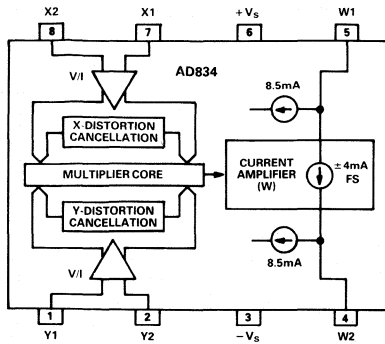 X2 X1 +VS W1
8 7 6 5
AD834
V/I
8.5mA
X-DISTORTION
CANCELLATION
MULTIPLIER CORE
CURRENT
AMPLIFIER
(W)
±4mA
FS
Y-DISTORTION
CANCELLATION
V/I
8.5mA
1 2 3 4
Y1 Y2 −VS W2